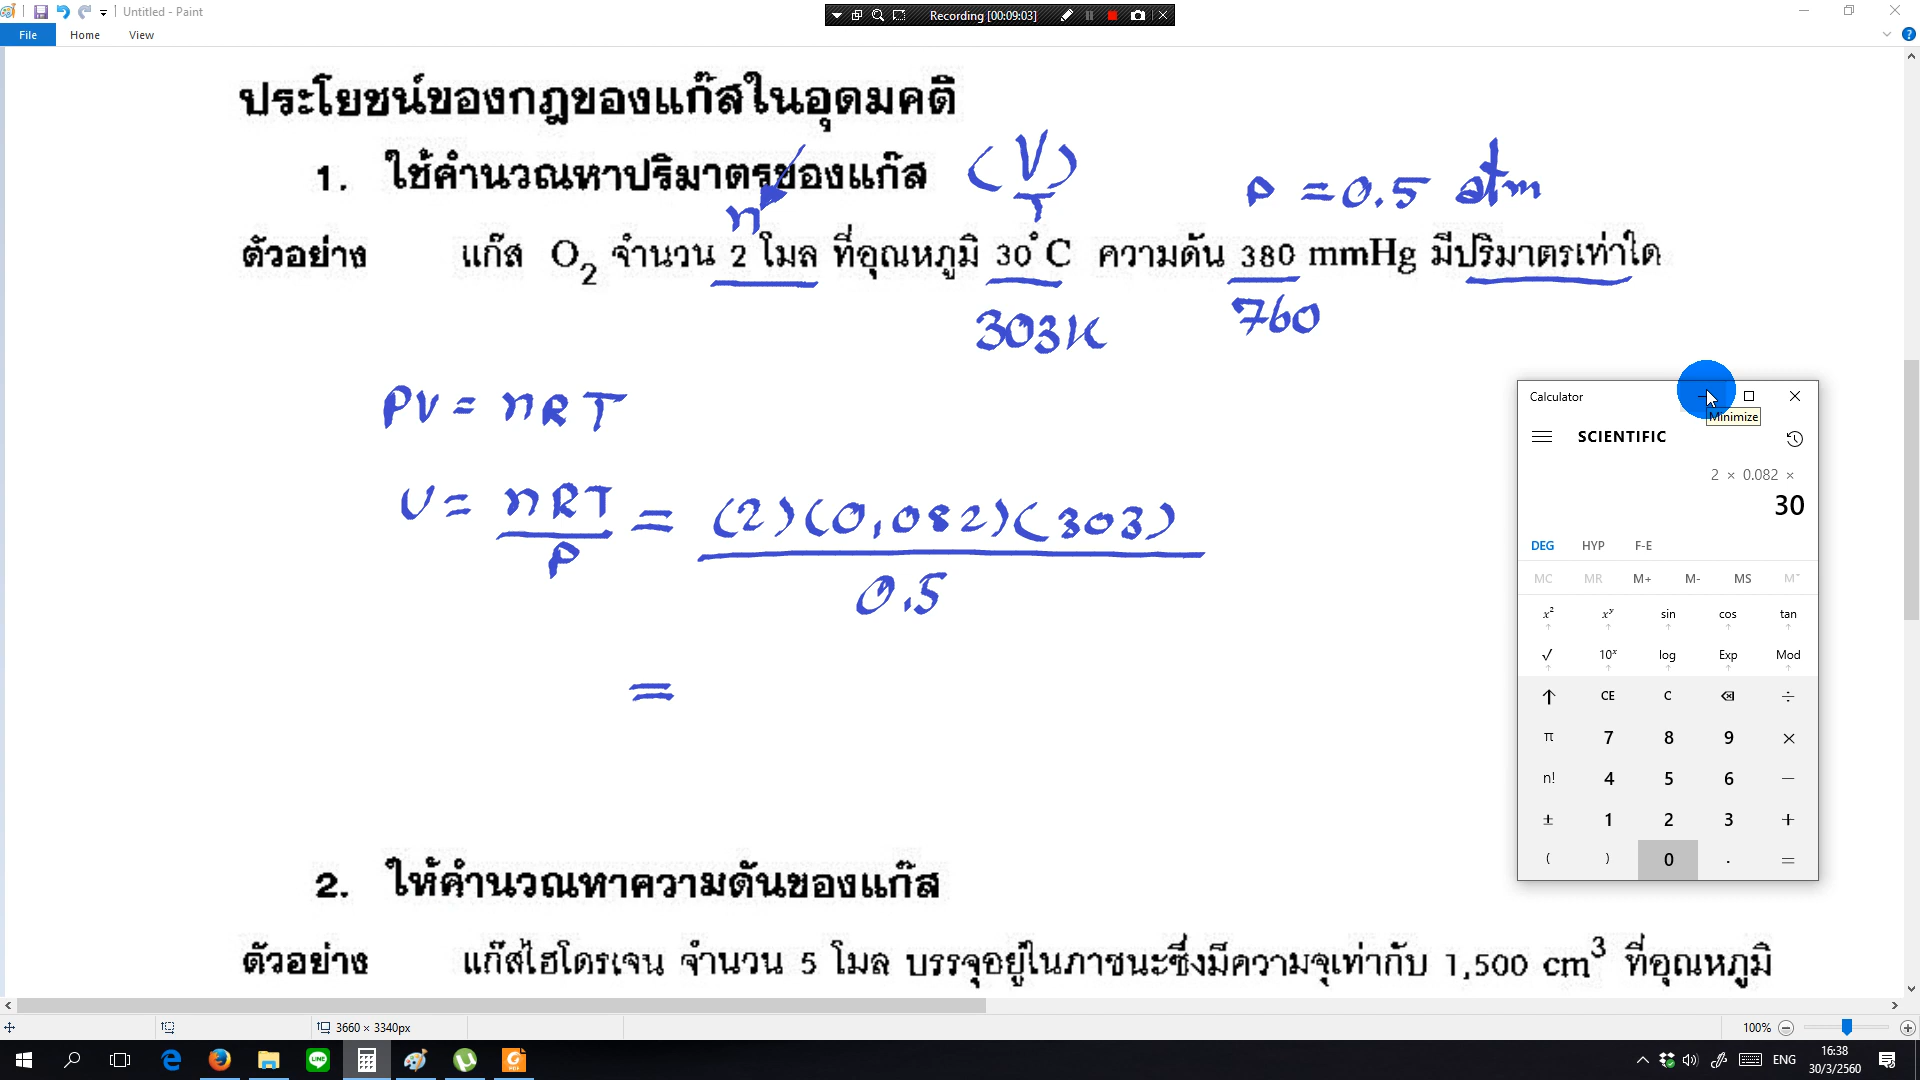 Untitled - Paint
Recording [00:09:03]
File Home View
ประโยชน์ของกฎของแก๊สในอุดมคติ
1. ใช้คำนวณหาปริมาตรของแก๊ส (V)
T
P = 0.5 atm
n
ตัวอย่าง แก๊ส O2 จำนวน 2 โมล ที่อุณหภูมิ 30°C ความดัน 380 mmHg มีปริมาตรเท่าใด
303K
760
PV = nRT
V = nRT = (2)(0,082)(303)
P 0.5
=
2. ให้คำนวณหาความดันของแก๊ส
ตัวอย่าง แก๊สไฮโดรเจน จำนวน 5 โมล บรรจุอยู่ในภาชนะซึ่งมีความจุเท่ากับ 1,500 cm3 ที่อุณหภูมิ
Calculator
Minimize
SCIENTIFIC
2 × 0.082 ×
30
DEG HYP F-E
MC MR M+ M- MS M˅
x² xʸ sin cos tan
√ 10ˣ log Exp Mod
↑ CE C ⌫ ÷
π 7 8 9 ×
n! 4 5 6 −
± 1 2 3 +
( ) 0 . =
3660 × 3340px
100%
LINE
ENG
16:38
30/3/2560